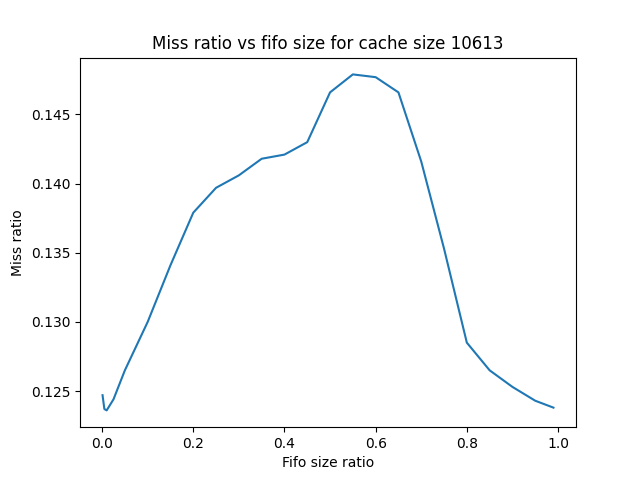 Miss ratio vs fifo size for cache size 10613
0.145
0.140
0.135
0.130
0.125
Miss ratio
0.0 0.2 0.4 0.6 0.8 1.0
Fifo size ratio